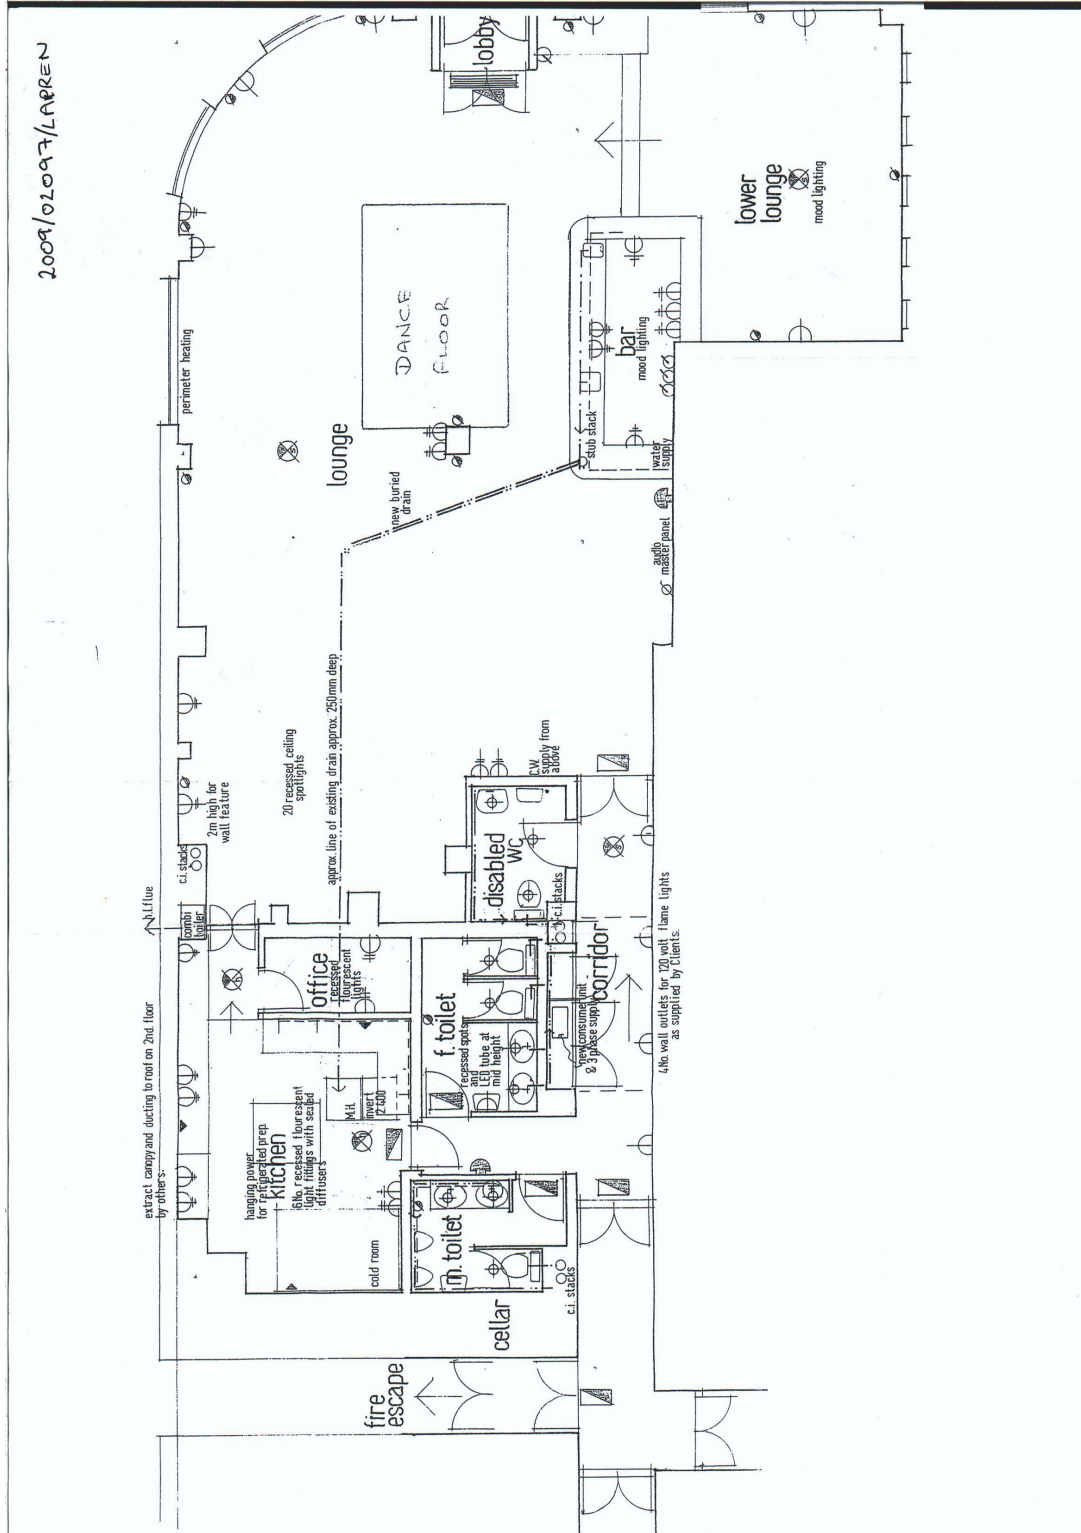 2009/02097/LAPREN
lobby
lower
lounge
mood lighting
DANCE
FLOOR
perimeter heating
bar
mood lighting
stub stack
water
supply
lounge
new buried
drain
audio
master panel
approx. line of existing drain approx. 250mm deep
20 recessed ceiling
spotlights
2m high for
wall feature
c.i. stacks
combi
boiler
h.l.flue
C.W.
supply from
above
disabled
WC
c.i. stacks
office
recessed
flourescent
lights
corridor
new consumer unit
& 3 phase supply
4No. wall outlets for 120 volt flame lights
as supplied by Clients.
f. toilet
recessed spots
and
LED tube at
mid height
M.H.
invert
2.400
extract canopy and ducting to roof on 2nd. floor
by others.
hanging power
for refrigerated prep.
kitchen
6No. recessed flourescent
light fittings with sealed
diffusers
cold room
m. toilet
c.i. stacks
cellar
fire
escape